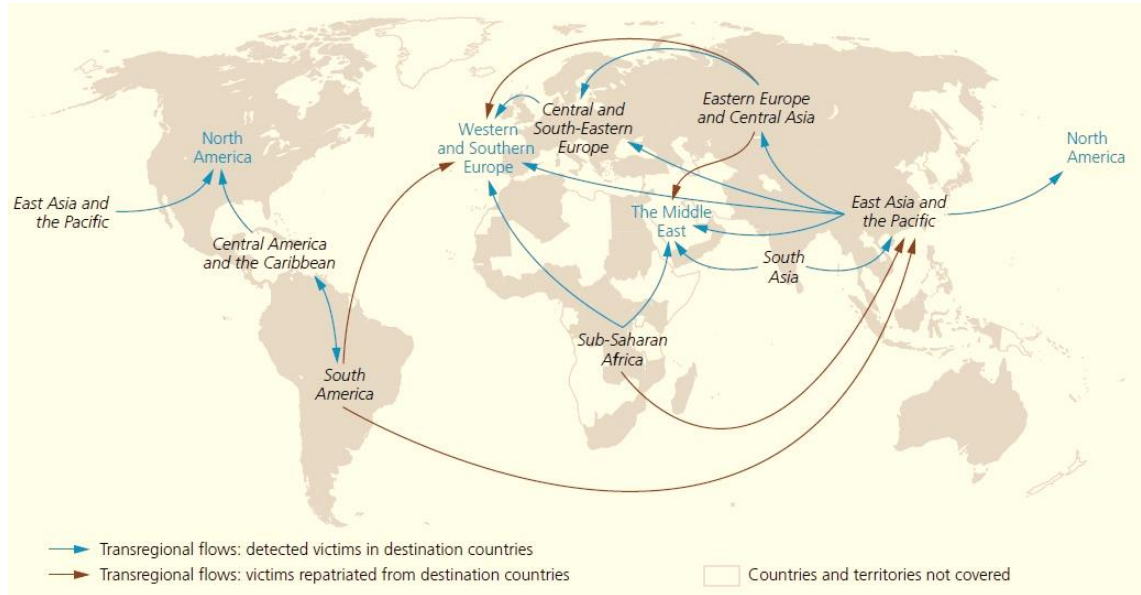 Eastern Europe
and Central Asia
Central and
South-Eastern
Europe
Western
and Southern
Europe
North
America
North
America
East Asia and
the Pacific
East Asia and
the Pacific
The Middle
East
Central America
and the Caribbean
South
Asia
Sub-Saharan
Africa
South
America
Transregional flows: detected victims in destination countries
Transregional flows: victims repatriated from destination countries
Countries and territories not covered